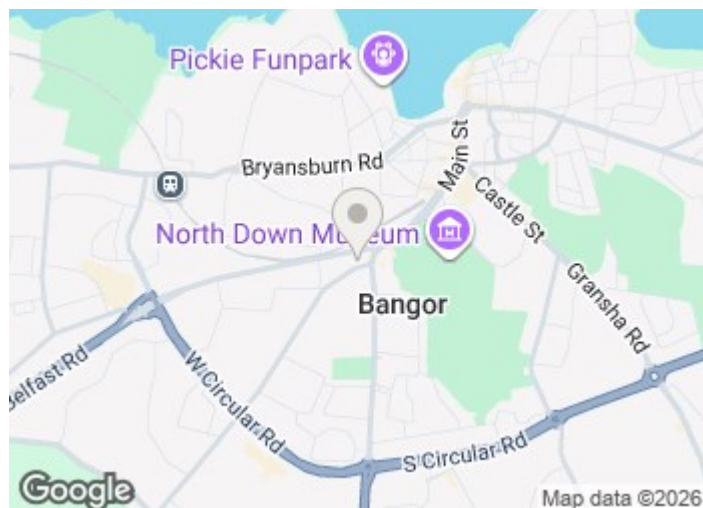 Pickie Funpark
Main St
Bryansburn Rd
Castle St
North Down Museum
Gransha Rd
Bangor
Belfast Rd
W Circular Rd
S Circular Rd
Google
Map data ©2026